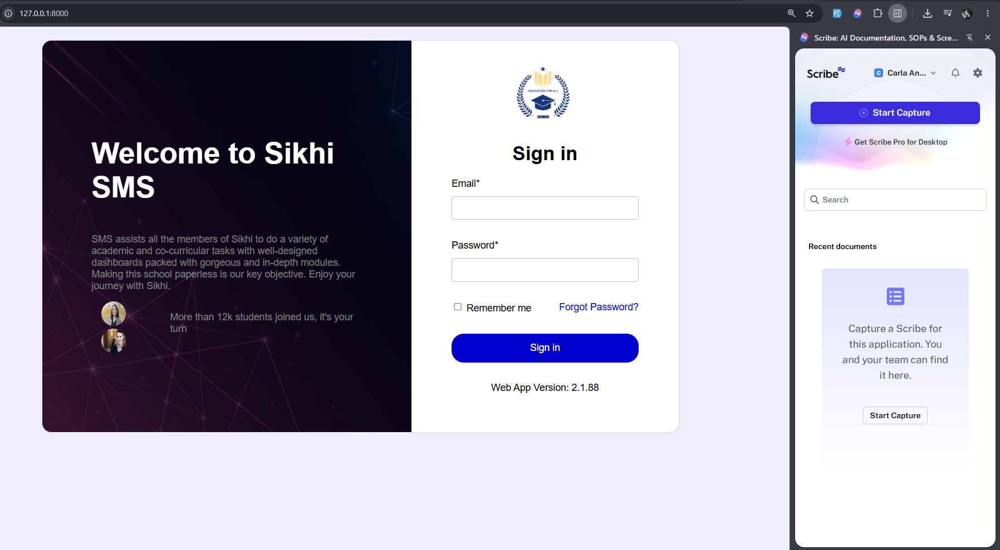 127.0.0.1:8000
Welcome to Sikhi
SMS
SMS assists all the members of Sikhi to do a variety of
academic and co-curricular tasks with well-designed
dashboards packed with gorgeous and in-depth modules.
Making this school paperless is our key objective. Enjoy your
journey with Sikhi.
More than 12k students joined us, it's your
turn
EDUCATION FOR ALL
Sign in
Email*
Password*
Remember me
Forgot Password?
Sign in
Web App Version: 2.1.88
Scribe: AI Documentation, SOPs & Scre...
Scribe
C
Carla An...
Start Capture
Get Scribe Pro for Desktop
Search
Recent documents
Capture a Scribe for
this application. You
and your team can find
it here.
Start Capture